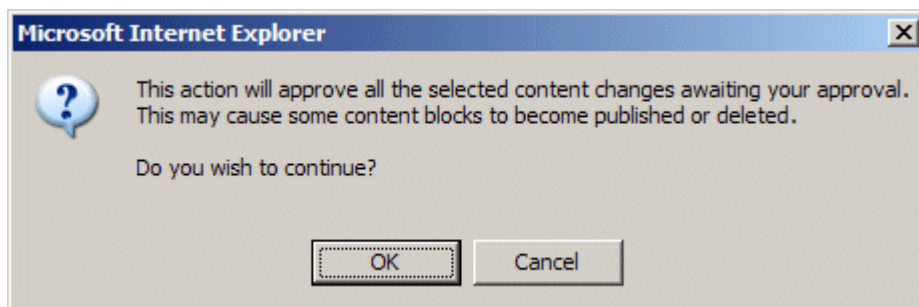 Microsoft Internet Explorer
This action will approve all the selected content changes awaiting your approval.
This may cause some content blocks to become published or deleted.
Do you wish to continue?
OK
Cancel